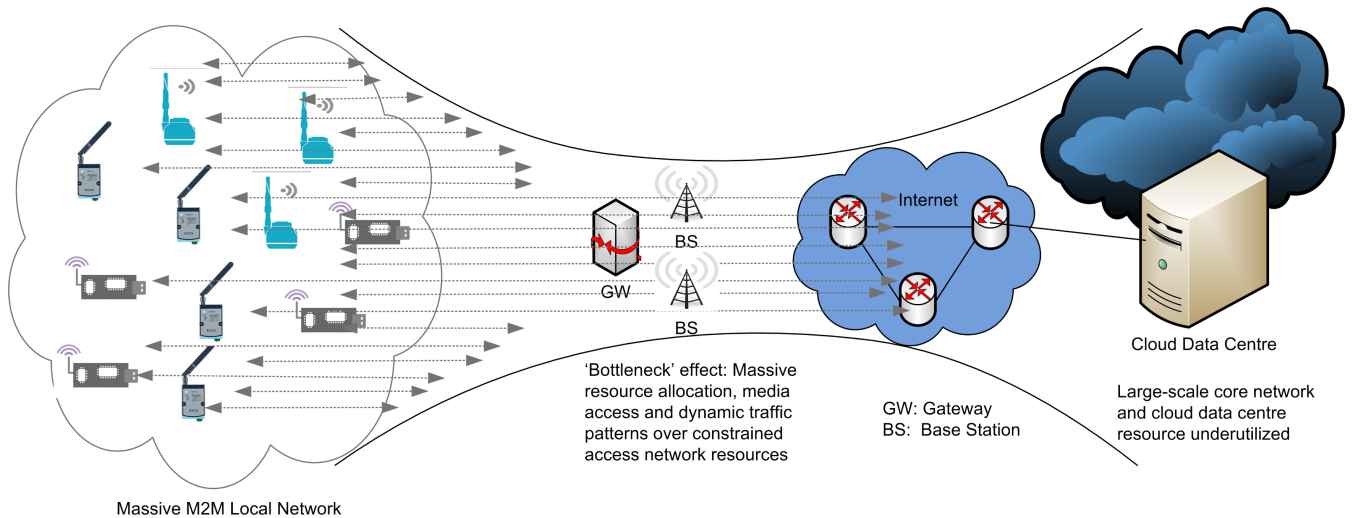 Internet
BS
GW
BS
Cloud Data Centre
'Bottleneck' effect: Massive
resource allocation, media
access and dynamic traffic
patterns over constrained
access network resources
GW: Gateway
BS: Base Station
Large-scale core network
and cloud data centre
resource underutilized
Massive M2M Local Network